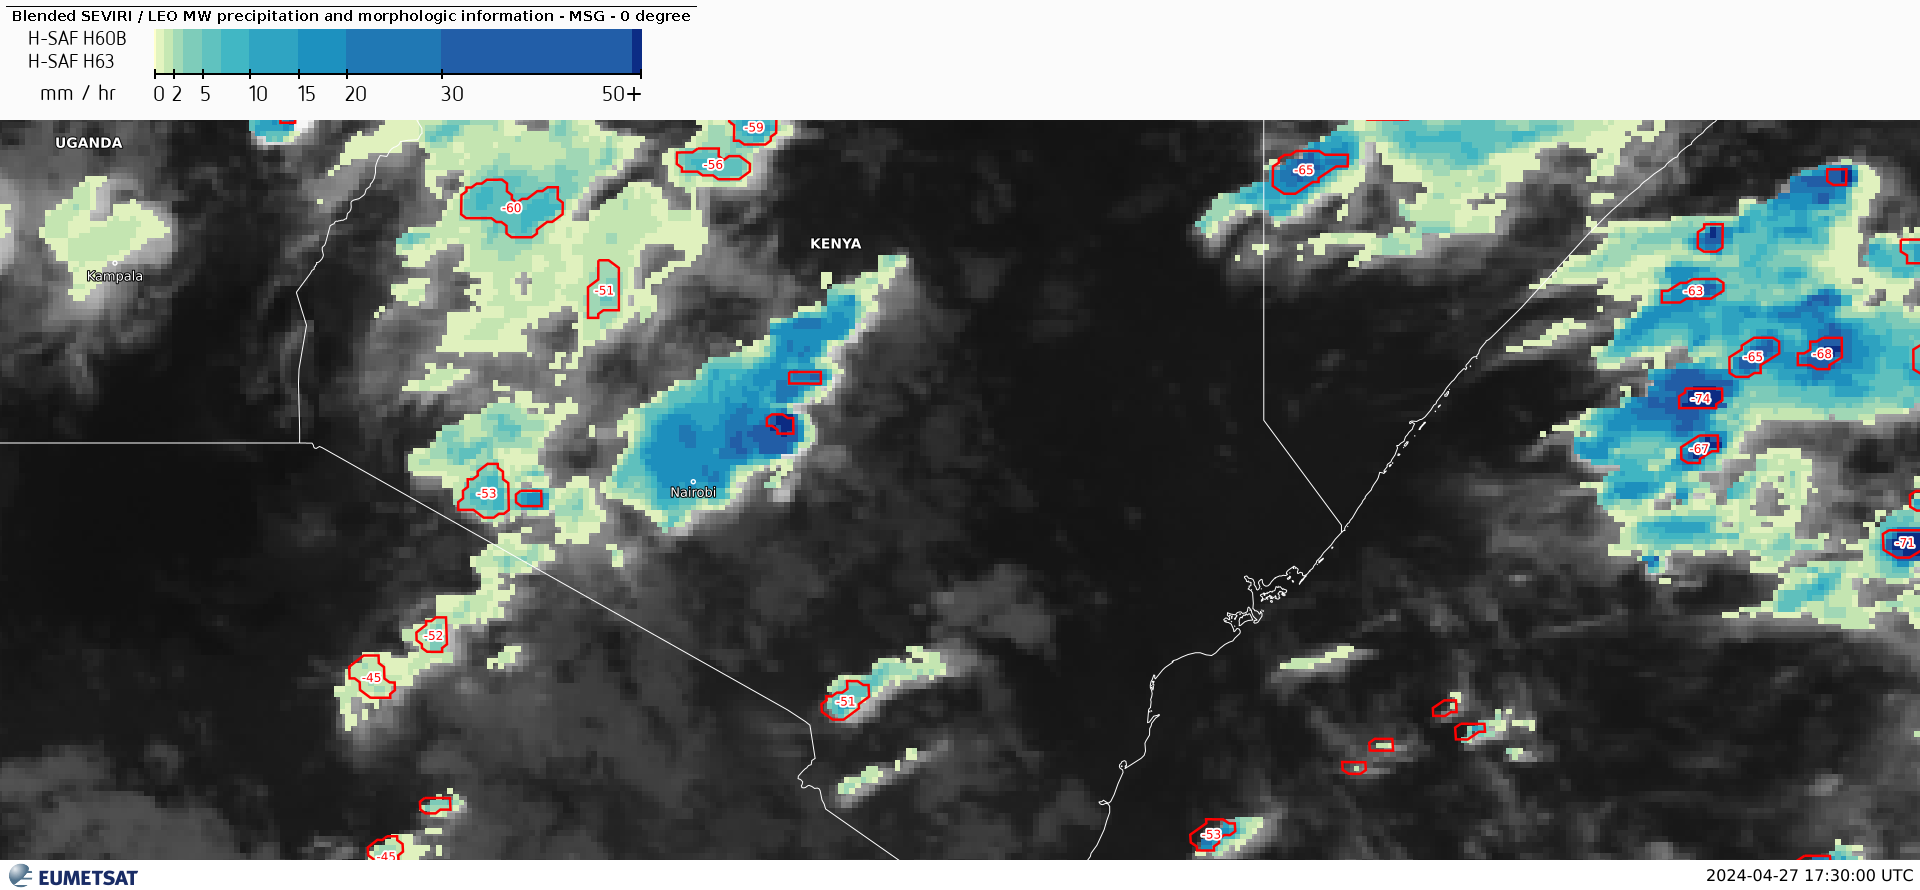 Blended SEVIRI / LEO MW precipitation and morphologic information - MSG - 0 degree
H-SAF H60B
H-SAF H63
mm / hr 0 2 5 10 15 20 30 50+
-59
UGANDA
-56
-65
-60
KENYA
Kampala
-51
-63
-65
-68
-74
-67
Nairobi
-53
-71
-52
-45
-51
-53
-45
EUMETSAT
2024-04-27 17:30:00 UTC